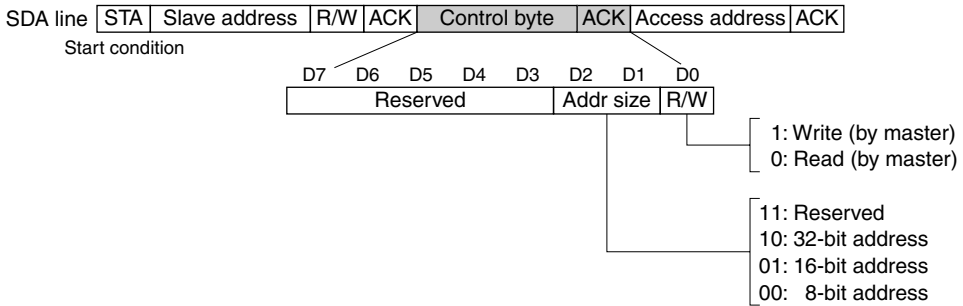 SDA line STA Slave address R/W ACK Control byte ACK Access address ACK
Start condition
D7 D6 D5 D4 D3 D2 D1 D0
Reserved Addr size R/W
1: Write (by master)
0: Read (by master)
11: Reserved
10: 32-bit address
01: 16-bit address
00: 8-bit address